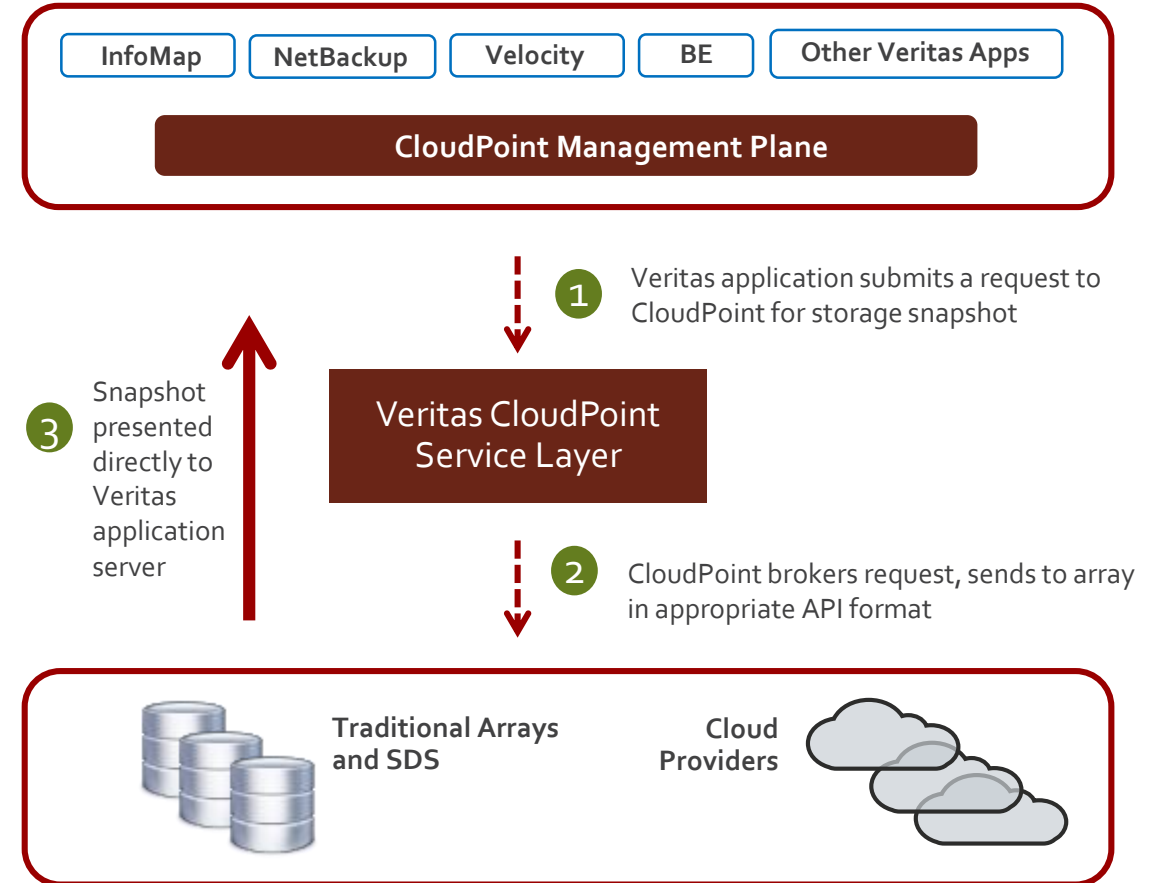 InfoMap
NetBackup
Velocity
BE
Other Veritas Apps
CloudPoint Management Plane
1
Veritas application submits a request to
CloudPoint for storage snapshot
3
Snapshot
presented
directly to
Veritas
application
server
Veritas CloudPoint
Service Layer
2
CloudPoint brokers request, sends to array
in appropriate API format
Traditional Arrays
and SDS
Cloud
Providers